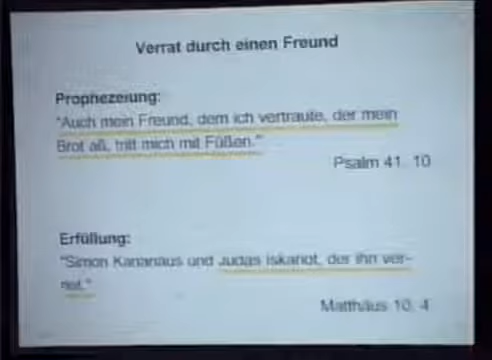 Verrat durch einen Freund
Prophezeiung:
"Auch mein Freund, dem ich vertraute, der mein
Brot aß, tritt mich mit Füßen."
Psalm 41, 10
Erfüllung:
"Simon Kananäus und Judas Iskariot, der ihn ver-
riet."
Matthäus 10, 4